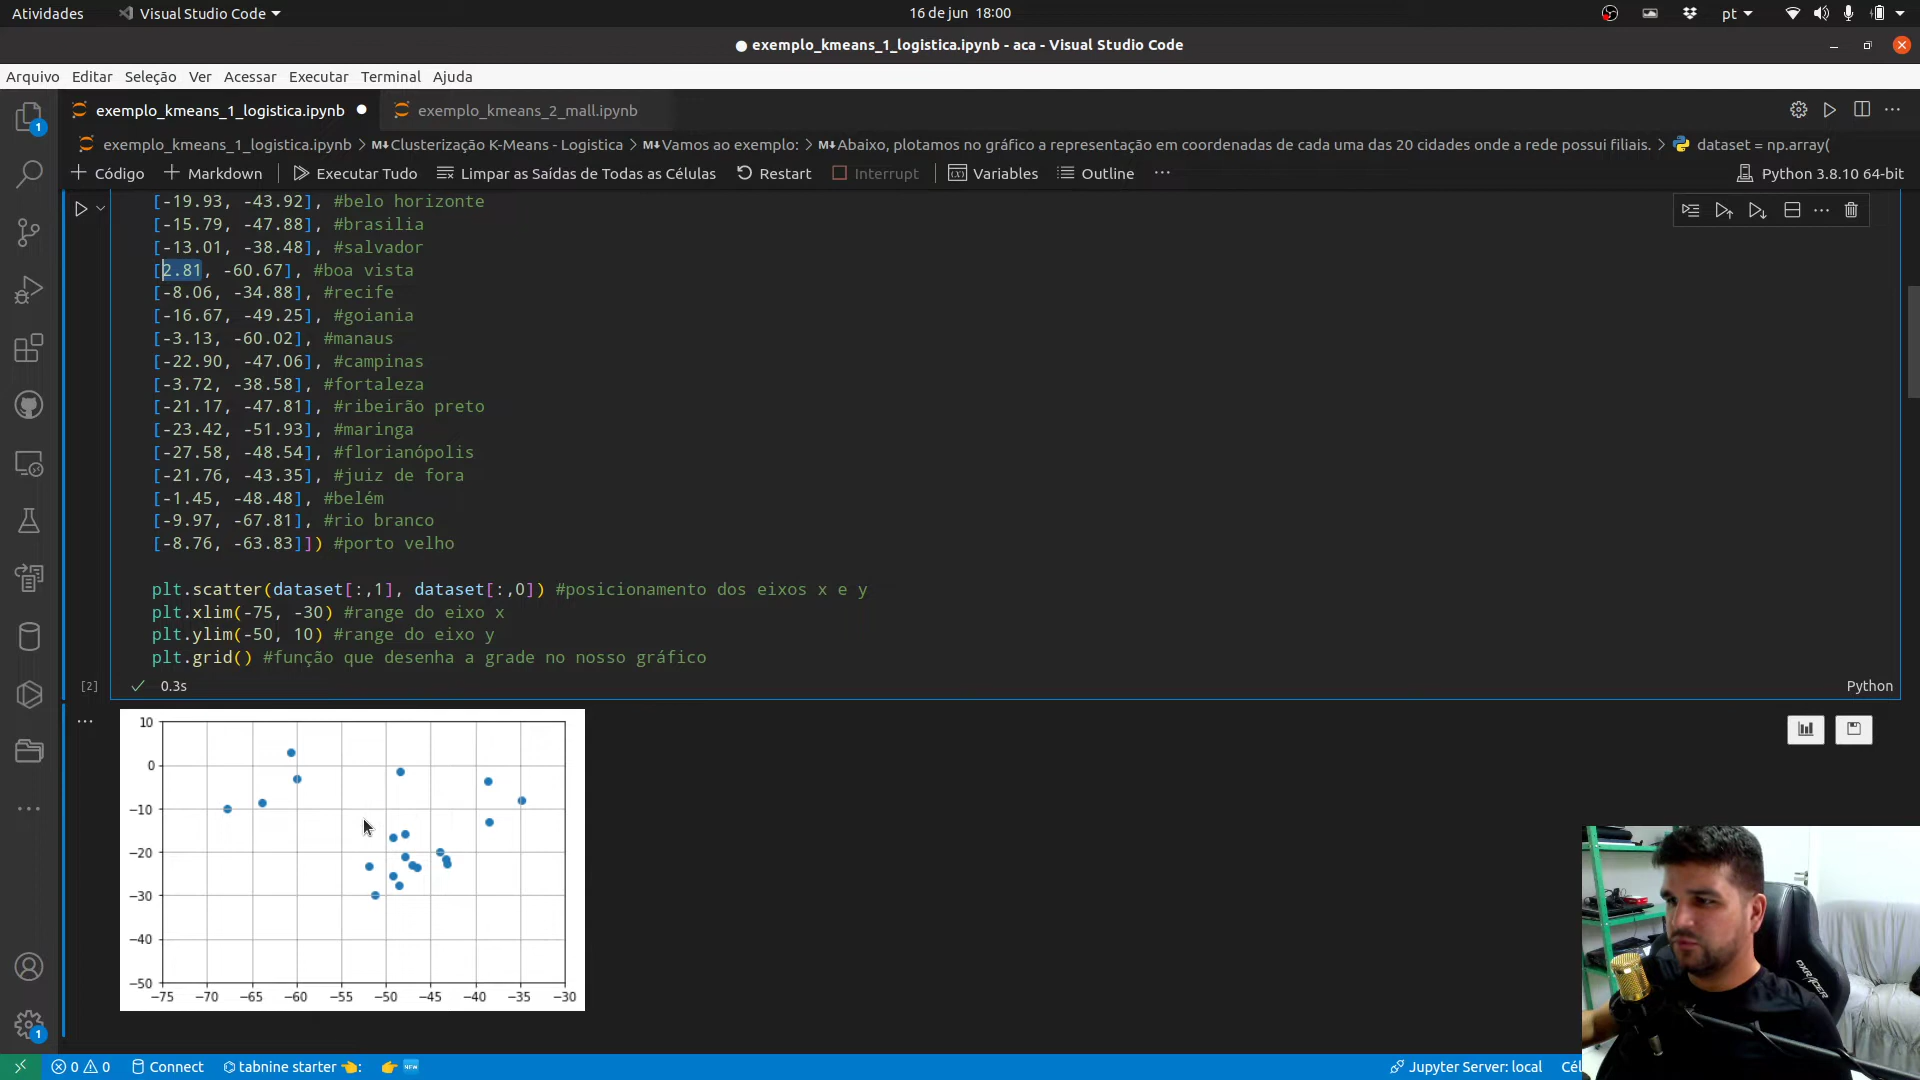 Atividades
Visual Studio Code
16 de jun 18:00
pt
● exemplo_kmeans_1_logistica.ipynb - aca - Visual Studio Code
Arquivo Editar Seleção Ver Acessar Executar Terminal Ajuda
exemplo_kmeans_1_logistica.ipynb
exemplo_kmeans_2_mall.ipynb
exemplo_kmeans_1_logistica.ipynb > M↓Clusterização K-Means - Logistica > M↓Vamos ao exemplo: > M↓Abaixo, plotamos no gráfico a representação em coordenadas de cada uma das 20 cidades onde a rede possui filiais. > dataset = np.array(
+ Código + Markdown Executar Tudo Limpar as Saídas de Todas as Células Restart Interrupt Variables Outline ...
Python 3.8.10 64-bit
[-19.93, -43.92], #belo horizonte
[-15.79, -47.88], #brasilia
[-13.01, -38.48], #salvador
[2.81, -60.67], #boa vista
[-8.06, -34.88], #recife
[-16.67, -49.25], #goiania
[-3.13, -60.02], #manaus
[-22.90, -47.06], #campinas
[-3.72, -38.58], #fortaleza
[-21.17, -47.81], #ribeirão preto
[-23.42, -51.93], #maringa
[-27.58, -48.54], #florianópolis
[-21.76, -43.35], #juiz de fora
[-1.45, -48.48], #belém
[-9.97, -67.81], #rio branco
[-8.76, -63.83]]) #porto velho
plt.scatter(dataset[:,1], dataset[:,0]) #posicionamento dos eixos x e y
plt.xlim(-75, -30) #range do eixo x
plt.ylim(-50, 10) #range do eixo y
plt.grid() #função que desenha a grade no nosso gráfico
[2] ✓ 0.3s
Python
10
0
−10
−20
−30
−40
−50
−75 −70 −65 −60 −55 −50 −45 −40 −35 −30
1
1
DXRACER
0 0 Connect tabnine starter 👈: 👉 NEW
Jupyter Server: local
Cél